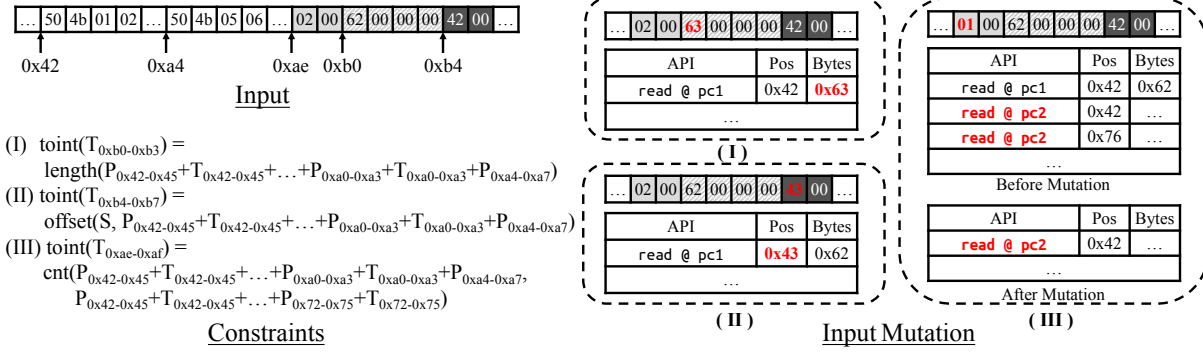 … 50 4b 01 02 … 50 4b 05 06 … 02 00 62 00 00 00 42 00 …
0x42 0xa4 0xae 0xb0 0xb4
Input
(I) toint(T0xb0-0xb3) =
length(P0x42-0x45+T0x42-0x45+…+P0xa0-0xa3+T0xa0-0xa3+P0xa4-0xa7)
(II) toint(T0xb4-0xb7) =
offset(S, P0x42-0x45+T0x42-0x45+…+P0xa0-0xa3+T0xa0-0xa3+P0xa4-0xa7)
(III) toint(T0xae-0xaf) =
cnt(P0x42-0x45+T0x42-0x45+…+P0xa0-0xa3+T0xa0-0xa3+P0xa4-0xa7,
P0x42-0x45+T0x42-0x45+…+P0x72-0x75+T0x72-0x75)
Constraints
… 02 00 63 00 00 00 42 00 …
API Pos Bytes
read @ pc1 0x42 0x63
…
( I )
… 02 00 62 00 00 00 43 00 …
API Pos Bytes
read @ pc1 0x43 0x62
…
( II )
… 01 00 62 00 00 00 42 00 …
API Pos Bytes
read @ pc1 0x42 0x62
read @ pc2 0x42 …
read @ pc2 0x76 …
…
Before Mutation
API Pos Bytes
read @ pc2 0x42 …
…
After Mutation
( III )
Input Mutation